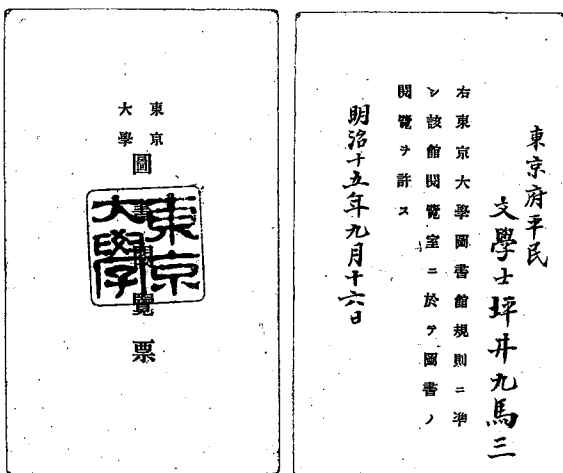 東京府平民
文學士坪井九馬三
右東京大學圖書館規則ニ準
シ該館閲覽室ニ於テ圖書ノ
閲覽ヲ許ス
明治十五年九月十六日
東京
大學
圖書閲覽票
東京
大學